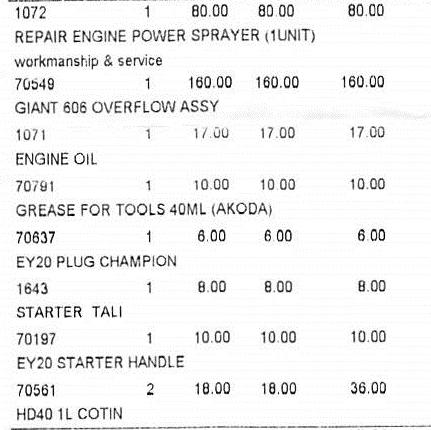 1072 1 80.00 80.00 80.00
REPAIR ENGINE POWER SPRAYER (1UNIT)
workmanship & service
70549 1 160.00 160.00 160.00
GIANT 606 OVERFLOW ASSY
1071 1 17.00 17.00 17.00
ENGINE OIL
70791 1 10.00 10.00 10.00
GREASE FOR TOOLS 40ML (AKODA)
70637 1 6.00 6.00 6.00
EY20 PLUG CHAMPION
1643 1 8.00 8.00 8.00
STARTER TALI
70197 1 10.00 10.00 10.00
EY20 STARTER HANDLE
70561 2 18.00 18.00 36.00
HD40 1L COTIN